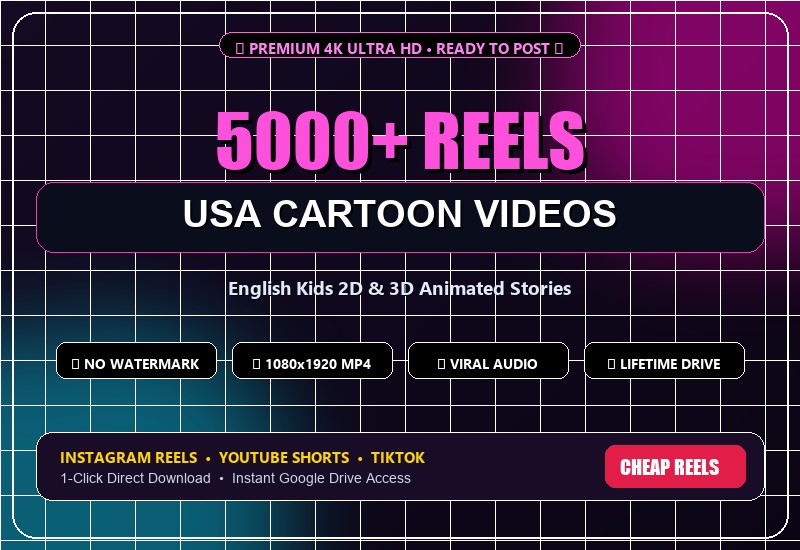 ▯ PREMIUM 4K ULTRA HD • READY TO POST ▯
5000+ REELS
USA CARTOON VIDEOS
English Kids 2D & 3D Animated Stories
▯ NO WATERMARK
▯ 1080x1920 MP4
▯ VIRAL AUDIO
▯ LIFETIME DRIVE
INSTAGRAM REELS • YOUTUBE SHORTS • TIKTOK
1-Click Direct Download • Instant Google Drive Access
CHEAP REELS